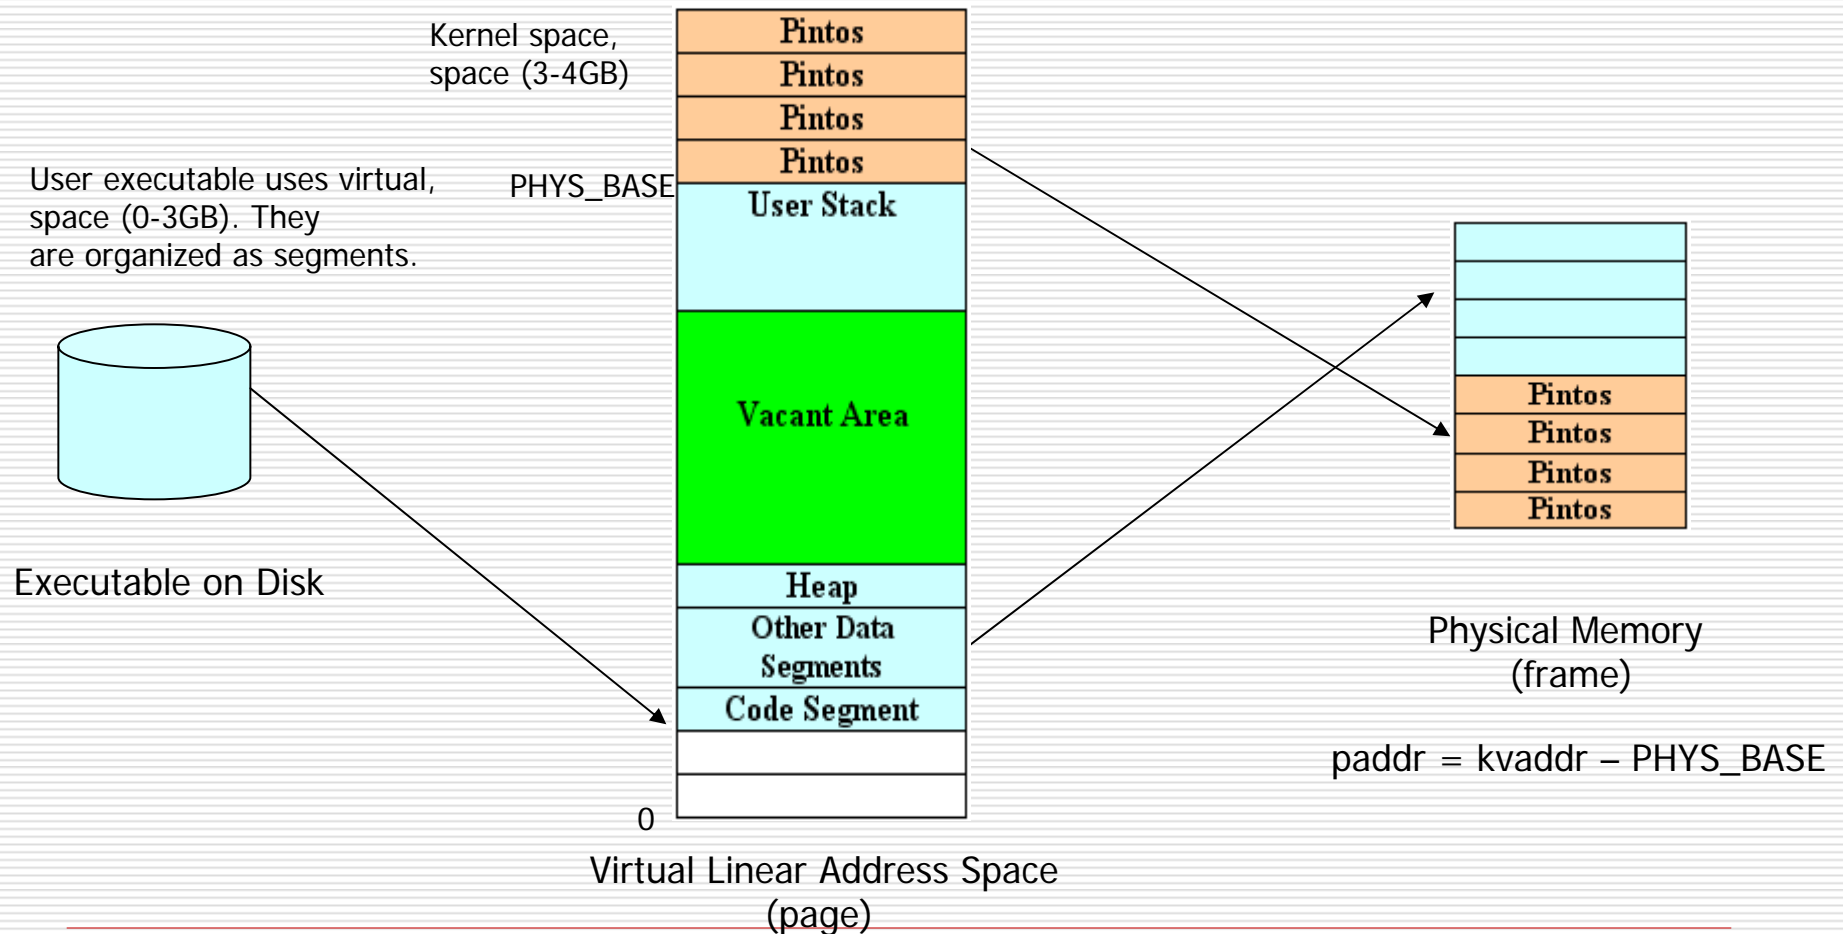 Kernel space,
space (3-4GB)
User executable uses virtual,
space (0-3GB). They
are organized as segments.
PHYS_BASE
Executable on Disk
Pintos
Pintos
Pintos
Pintos
User Stack
Vacant Area
Heap
Other Data
Segments
Code Segment
0
Virtual Linear Address Space
(page)
Pintos
Pintos
Pintos
Pintos
Physical Memory
(frame)
paddr = kvaddr – PHYS_BASE